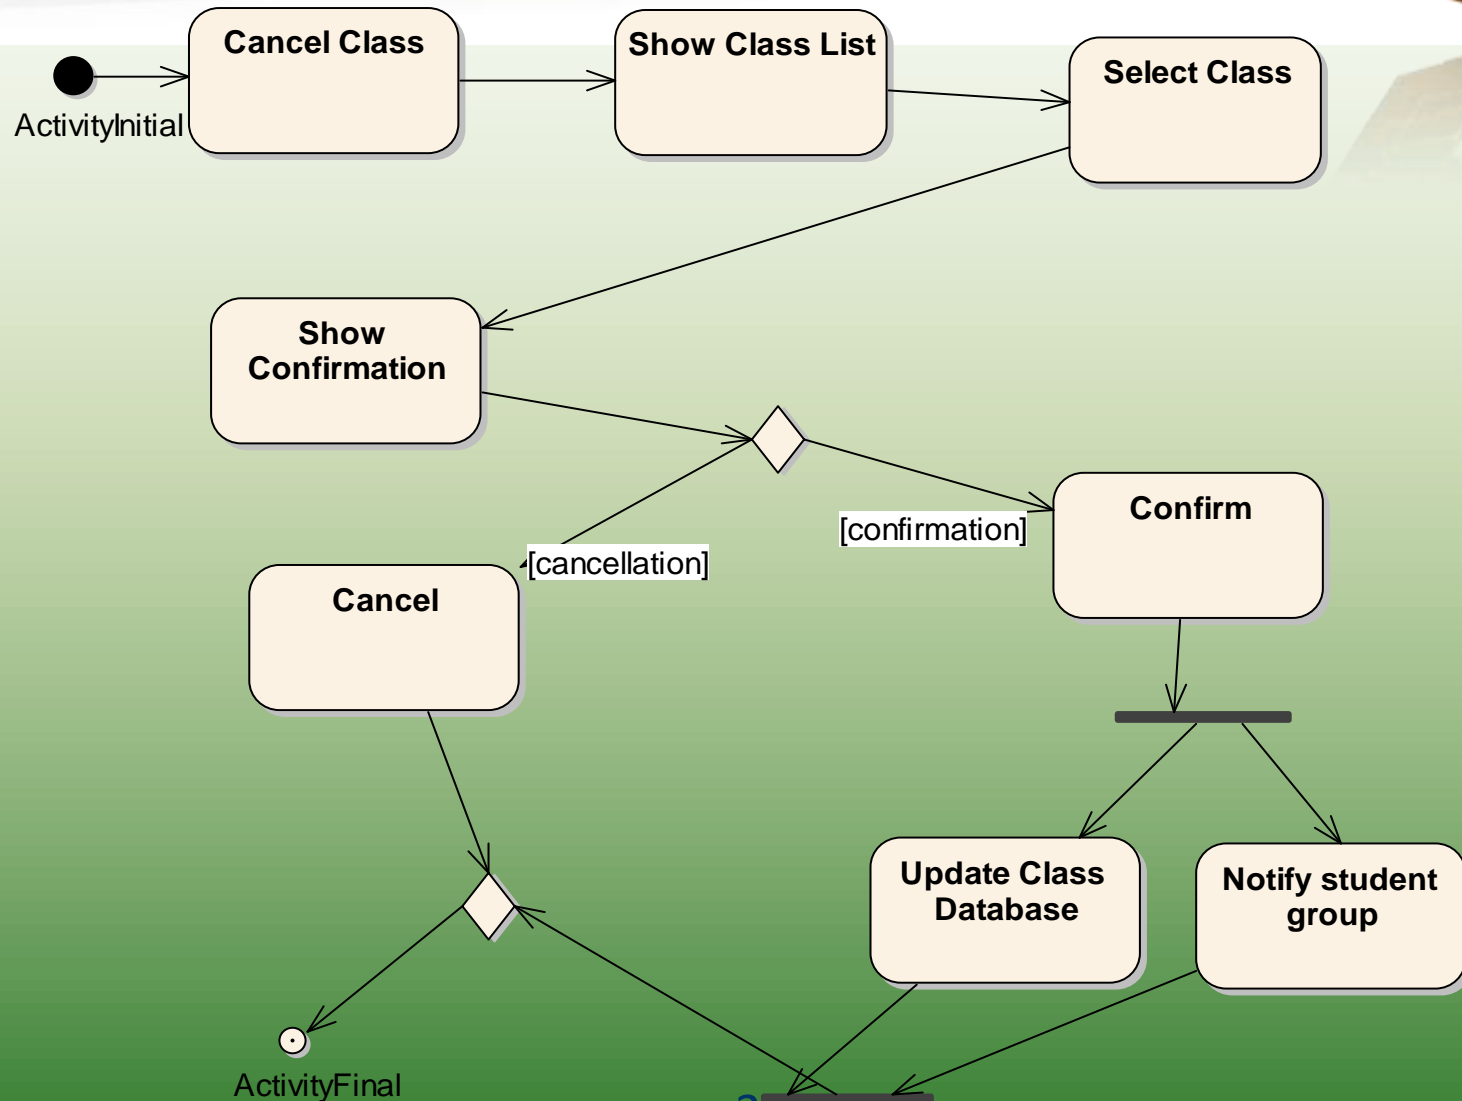 Cancel Class
Show Class List
Select Class
ActivityInitial
Show
Confirmation
[confirmation]
Confirm
[cancellation]
Cancel
Update Class
Database
Notify student
group
ActivityFinal